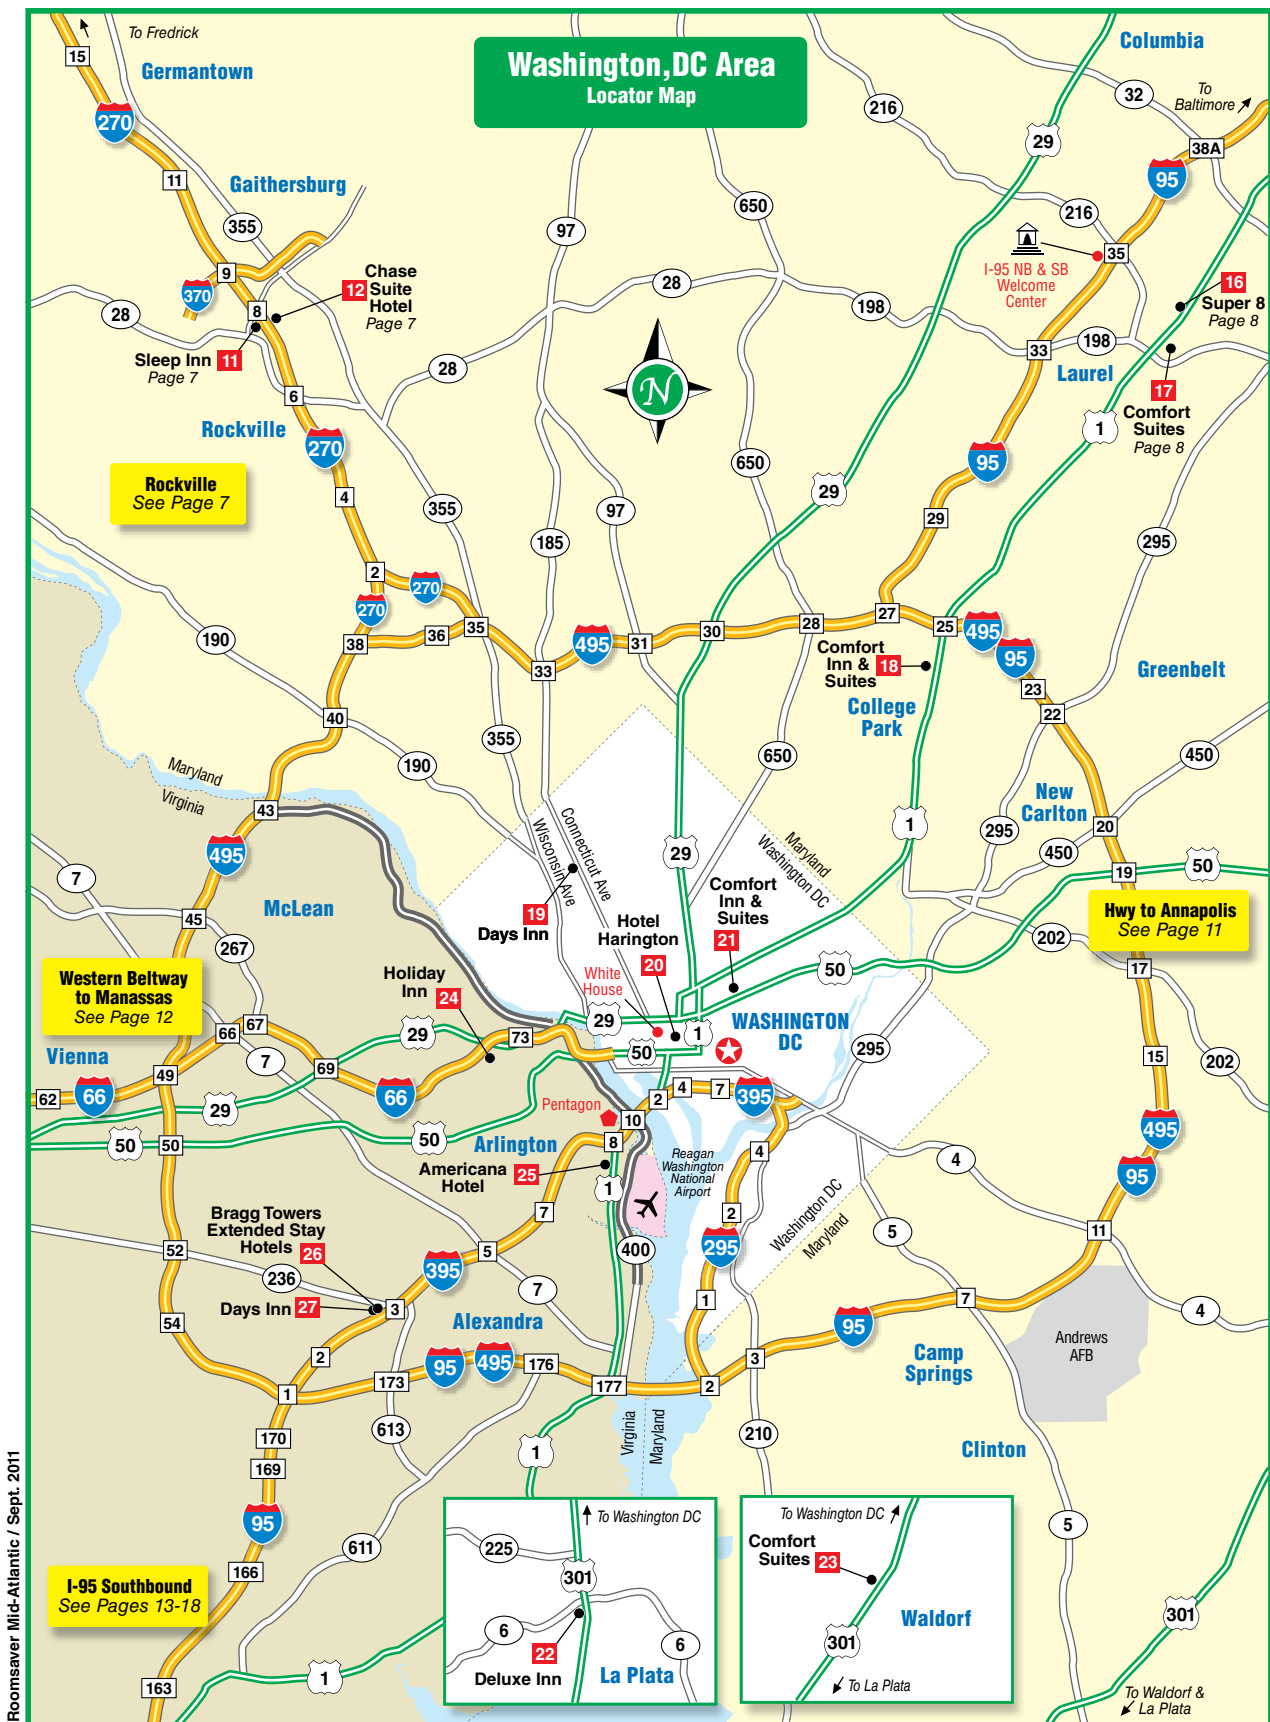 Washington,DC Area
Locator Map
To Fredrick
15
Germantown
270
11
Gaithersburg
355
9
370
8
28
12
Chase
Suite
Hotel
Page 7
Sleep Inn
11
Page 7
6
Rockville
270
Rockville
See Page 7
4
355
28
97
28
650
N
650
97
185
29
29
198
216
216
32
Columbia
To
Baltimore
38A
95
35
I-95 NB & SB
Welcome
Center
16
Super 8
Page 8
33
198
Laurel
17
Comfort
Suites
Page 8
1
95
29
295
2
270
270
38
36
35
33
495
31
30
28
27
25
495
95
23
22
Comfort
Inn &
Suites
18
College
Park
Greenbelt
190
40
190
355
650
450
Maryland
Virginia
43
495
7
McLean
45
267
Wisconsin Ave
Connecticut Ave
29
1
295
New
Carlton
20
450
19
50
Maryland
Washington DC
19
Days Inn
Hotel
Harington
20
Comfort
Inn &
Suites
21
202
Hwy to Annapolis
See Page 11
17
Western Beltway
to Manassas
See Page 12
Holiday
Inn
24
White
House
50
Vienna
66
67
29
73
29
50
1
WASHINGTON
DC
295
15
202
7
69
49
62
66
29
66
50
50
50
Pentagon
Arlington
10
8
2
4
7
395
4
Americana
Hotel
25
1
Reagan
Washington
National
Airport
2
295
Washington DC
Maryland
4
5
495
95
11
4
Bragg Towers
Extended Stay
Hotels
26
Days Inn
27
236
52
54
3
395
5
7
7
400
1
Alexandra
95
7
Andrews
AFB
Camp
Springs
2
1
173
95
495
176
177
2
3
170
169
613
Virginia
Maryland
210
Clinton
95
1
5
166
611
I-95 Southbound
See Pages 13-18
163
1
To Washington DC
225
301
6
22
Deluxe Inn
6
La Plata
To Washington DC
Comfort
Suites
23
Waldorf
301
To La Plata
301
To Waldorf &
La Plata
Roomsaver Mid-Atlantic / Sept. 2011